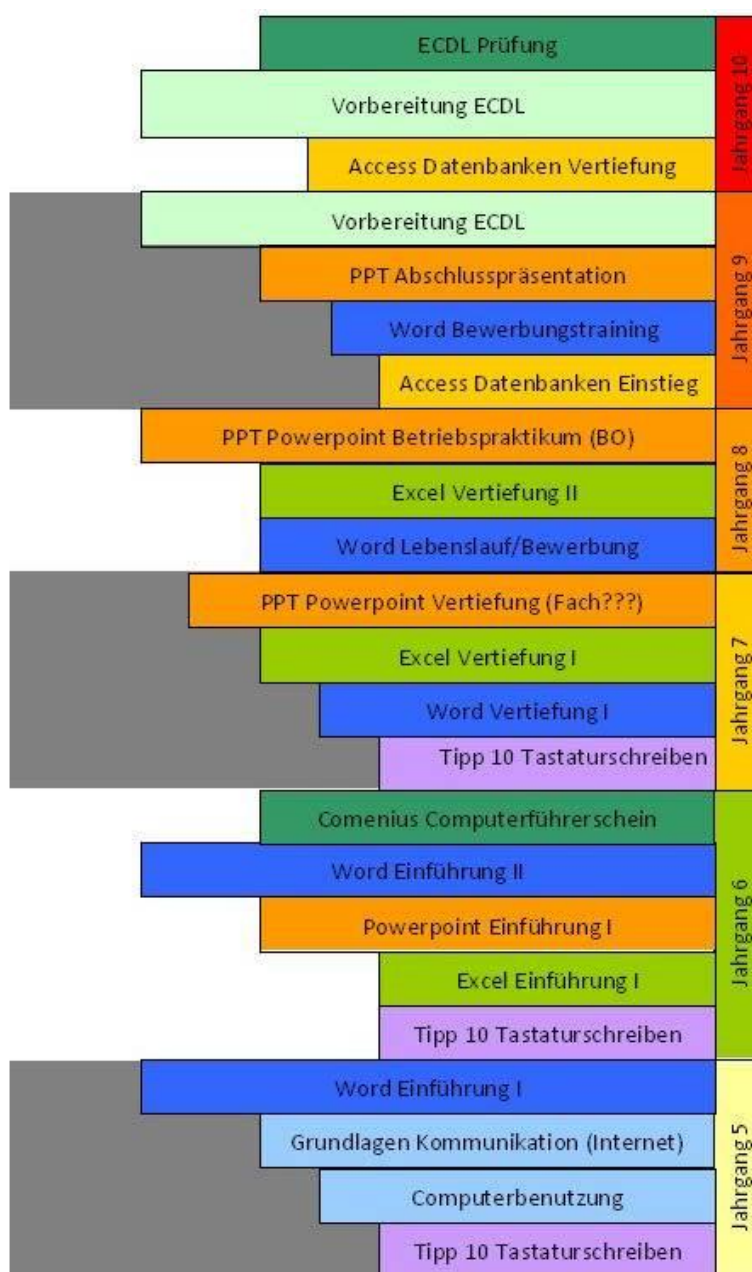 ECDL Prüfung
Vorbereitung ECDL
Access Datenbanken Vertiefung
Jahrgang 10
Vorbereitung ECDL
PPT Abschlusspräsentation
Word Bewerbungstraining
Access Datenbanken Einstieg
Jahrgang 9
PPT Powerpoint Betriebspraktikum (BO)
Excel Vertiefung II
Word Lebenslauf/Bewerbung
Jahrgang 8
PPT Powerpoint Vertiefung (Fach???)
Excel Vertiefung I
Word Vertiefung I
Tipp 10 Tastaturschreiben
Jahrgang 7
Comenius Computerführerschein
Word Einführung II
Powerpoint Einführung I
Excel Einführung I
Tipp 10 Tastaturschreiben
Jahrgang 6
Word Einführung I
Grundlagen Kommunikation (Internet)
Computerbenutzung
Tipp 10 Tastaturschreiben
Jahrgang 5